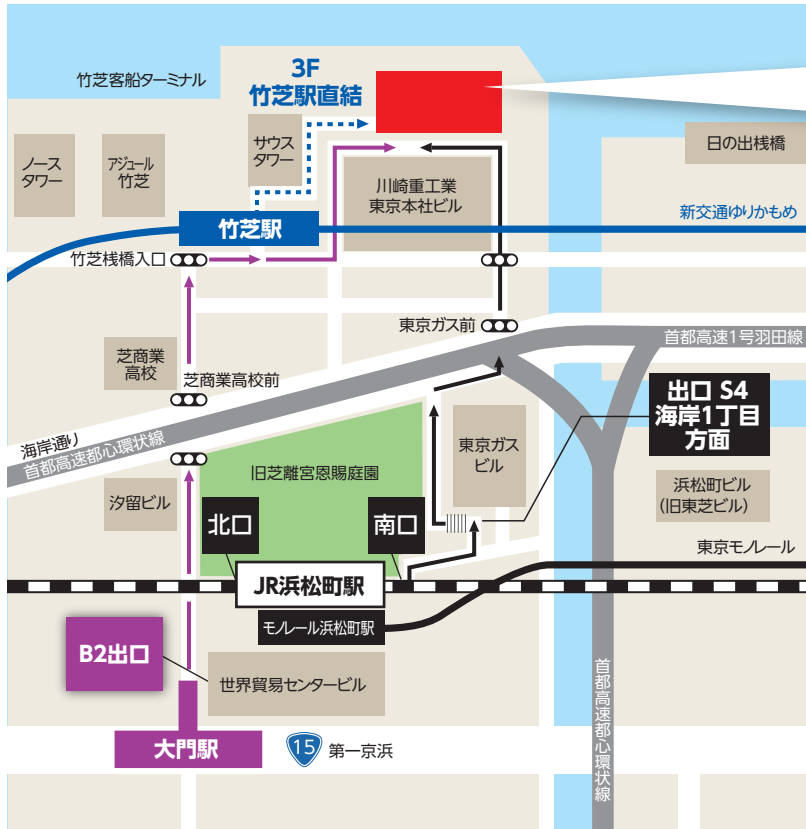 竹芝客船ターミナル
3F
竹芝駅直結
ノース
タワー
アジュール
竹芝
サウス
タワー
川崎重工業
東京本社ビル
日の出桟橋
竹芝駅
新交通ゆりかもめ
竹芝桟橋入口
東京ガス前
首都高速1号羽田線
芝商業
高校
芝商業高校前
出口 S4
海岸1丁目
方面
海岸通り
首都高速都心環状線
東京ガス
ビル
旧芝離宮恩賜庭園
汐留ビル
浜松町ビル
(旧東芝ビル)
北口
南口
東京モノレール
JR浜松町駅
モノレール浜松町駅
B2出口
世界貿易センタービル
首都高速都心環状線
大門駅
15
第一京浜